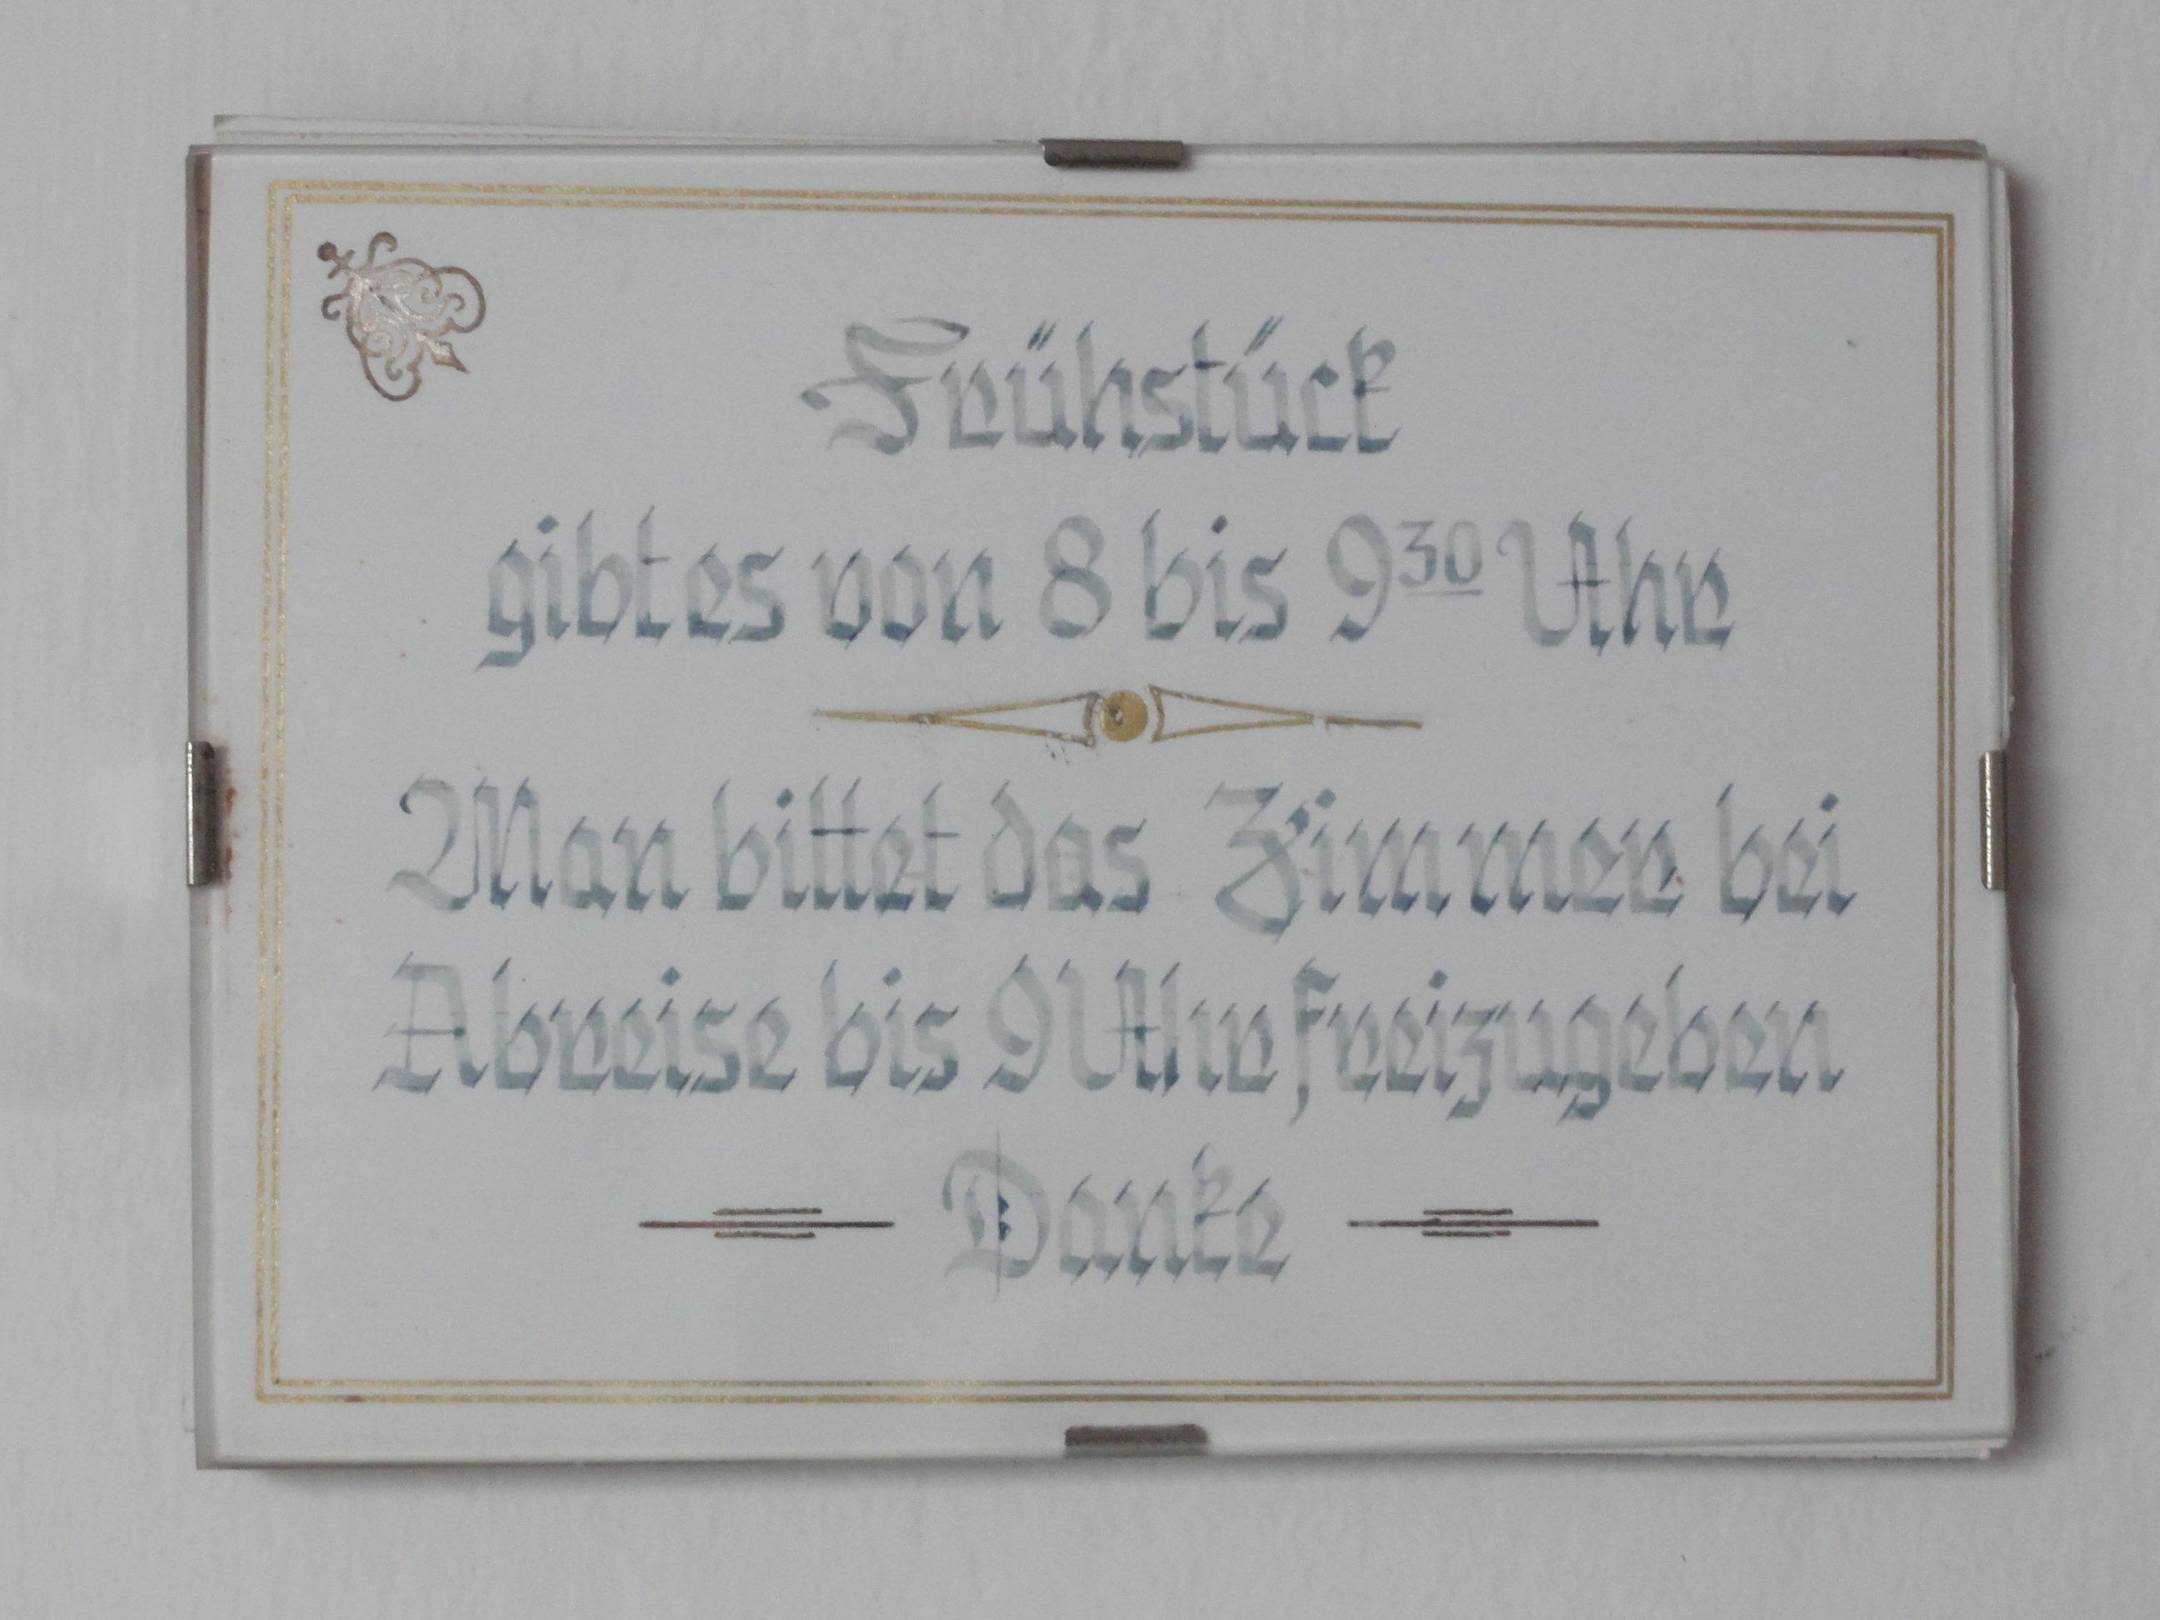 Frühstück
gibt es von 8 bis 9³⁰ Uhr
Man bittet das Zimmer bei
Abreise bis 9 Uhr freizugeben
Danke